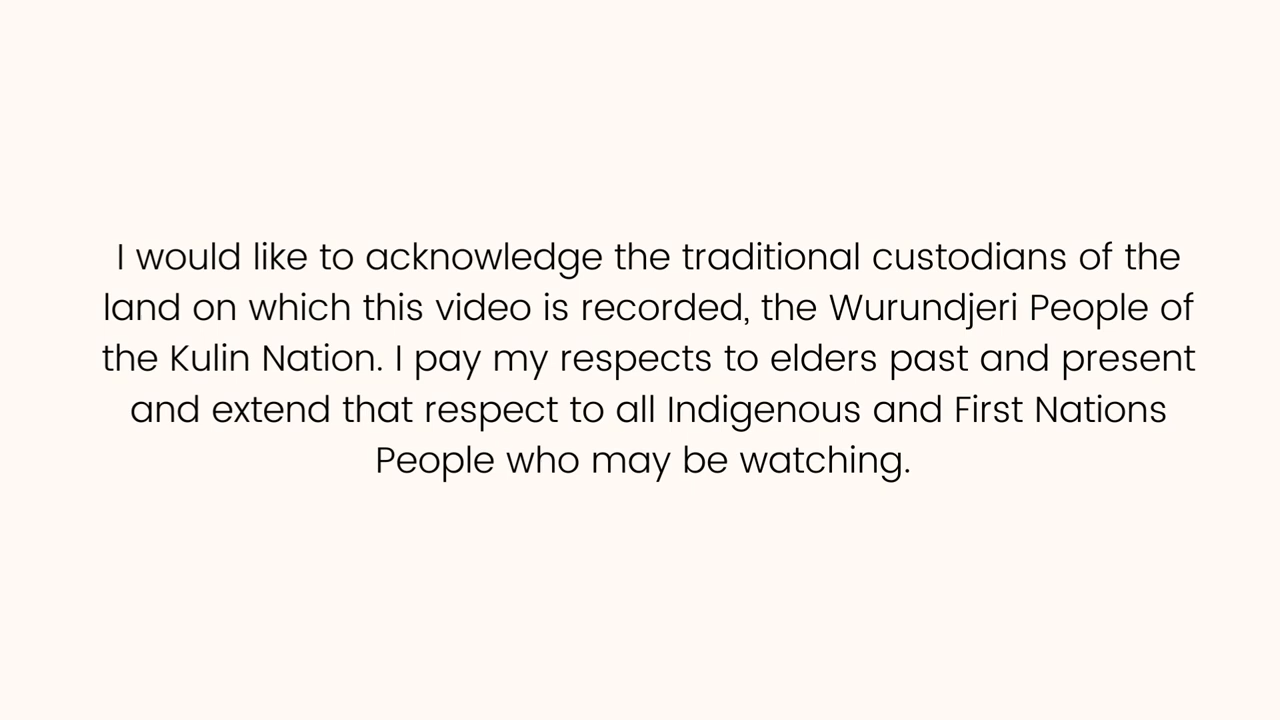 I would like to acknowledge the traditional custodians of the
land on which this video is recorded, the Wurundjeri People of
the Kulin Nation. I pay my respects to elders past and present
and extend that respect to all Indigenous and First Nations
People who may be watching.